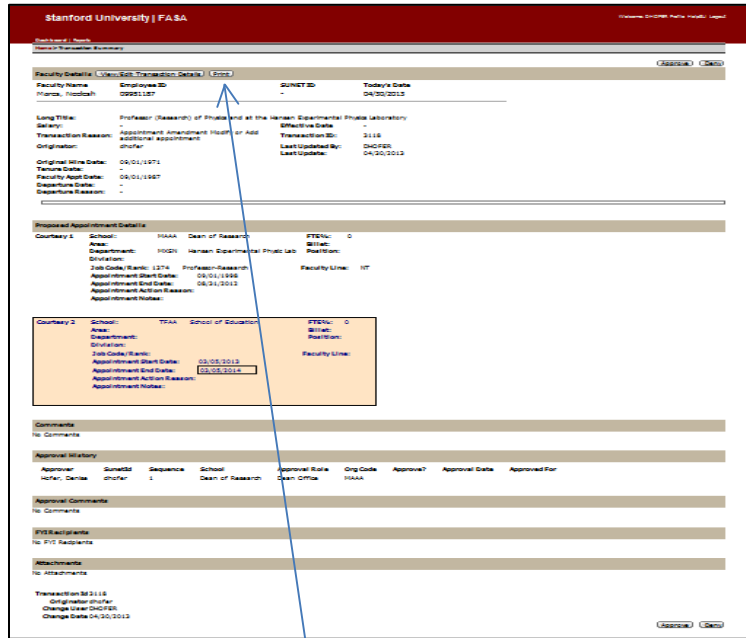 Stanford University | FASA
Welcome, DHOFER Profile HelpSU Logout
Dashboard | Reports
Home > Transaction Summary
Approve Deny
Faculty Details View/Edit Transaction Details Print
Faculty Name Employee ID SUNET ID Today's Date
09951187 - 04/30/2013
Long Title: Professor (Research) of Physics and at the Hansen Experimental Physics Laboratory
Salary: - Effective Date -
Transaction Reason: Appointment Amendment Modify or Add additional appointment Transaction ID: 3116
Originator: dhofer Last Updated By: DHOFER
Last Update: 04/30/2013
Original Hire Date: 09/01/1971
Tenure Date: -
Faculty Appt Date: 09/01/1987
Departure Date: -
Departure Reason: -
Proposed Appointment Details
Courtesy 1 School: MAAA Dean of Research FTE%: 0
Area: Billet:
Department: MXEN Hansen Experimental Physic Lab Position:
Division:
Job Code/Rank: 1374 Professor-Research Faculty Line: NT
Appointment Start Date: 09/01/1998
Appointment End Date: 08/31/2013
Appointment Action Reason:
Appointment Notes:
Courtesy 2 School: TFAA School of Education FTE%: 0
Area: Billet:
Department: Position:
Division:
Job Code/Rank: Faculty Line:
Appointment Start Date: 03/05/2013
Appointment End Date: 03/05/2014
Appointment Action Reason:
Appointment Notes:
Comments
No Comments
Approval History
Approver SunetId Sequence School Approval Role Org Code Approve? Approval Date Approved For
Hofer, Denise dhofer 1 Dean of Research Dean Office MAAA
Approval Comments
No Comments
FYI Recipients
No FYI Recipients
Attachments
No Attachments
Transaction Id 3116
Originator dhofer
Change User DHOFER
Change Date 04/30/2013
Approve Deny